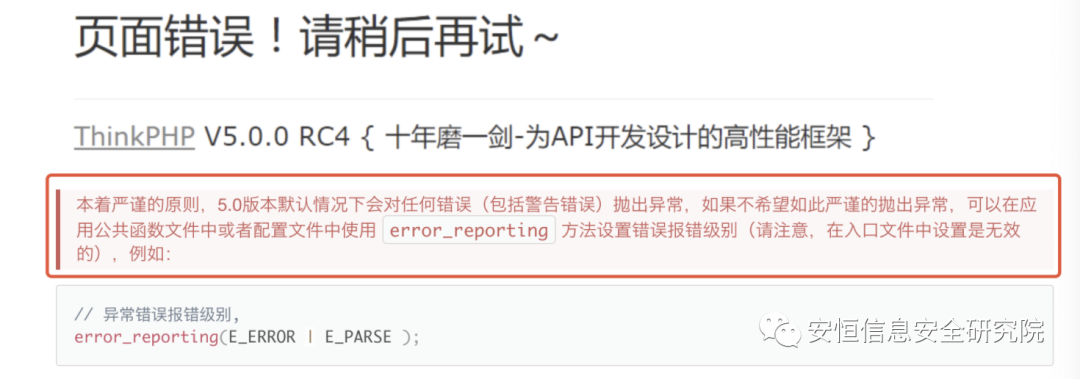 页面错误！请稍后再试～
ThinkPHP V5.0.0 RC4 { 十年磨一剑-为API开发设计的高性能框架 }
本着严谨的原则，5.0版本默认情况下会对任何错误（包括警告错误）抛出异常，如果不希望如此严谨的抛出异常，可以在应
用公共函数文件中或者配置文件中使用 error_reporting 方法设置错误报错级别（请注意，在入口文件中设置是无效
的），例如：
// 异常错误报错级别,
error_reporting(E_ERROR | E_PARSE );
安恒信息安全研究院